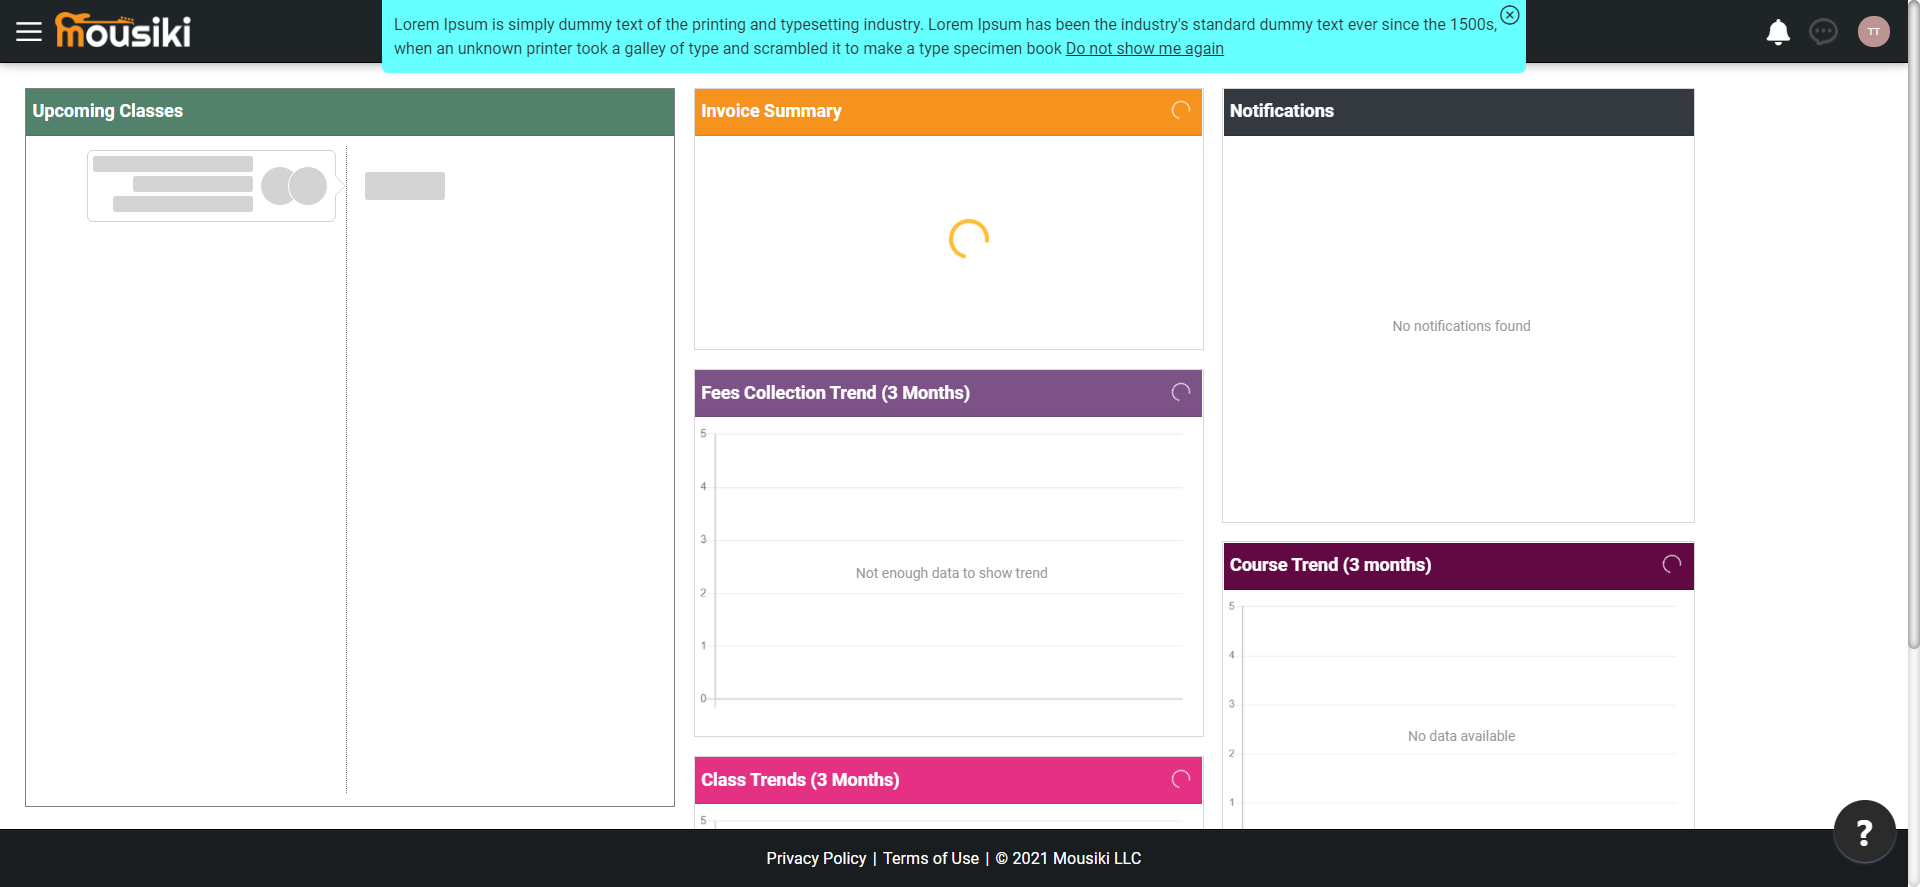 mousiki
Lorem Ipsum is simply dummy text of the printing and typesetting industry. Lorem Ipsum has been the industry's standard dummy text ever since the 1500s,
when an unknown printer took a galley of type and scrambled it to make a type specimen book Do not show me again
TT
Upcoming Classes
Invoice Summary
Notifications
No notifications found
Fees Collection Trend (3 Months)
5
4
3
Not enough data to show trend
2
1
0
Course Trend (3 months)
5
4
3
No data available
2
1
Class Trends (3 Months)
5
?
Privacy Policy | Terms of Use | © 2021 Mousiki LLC